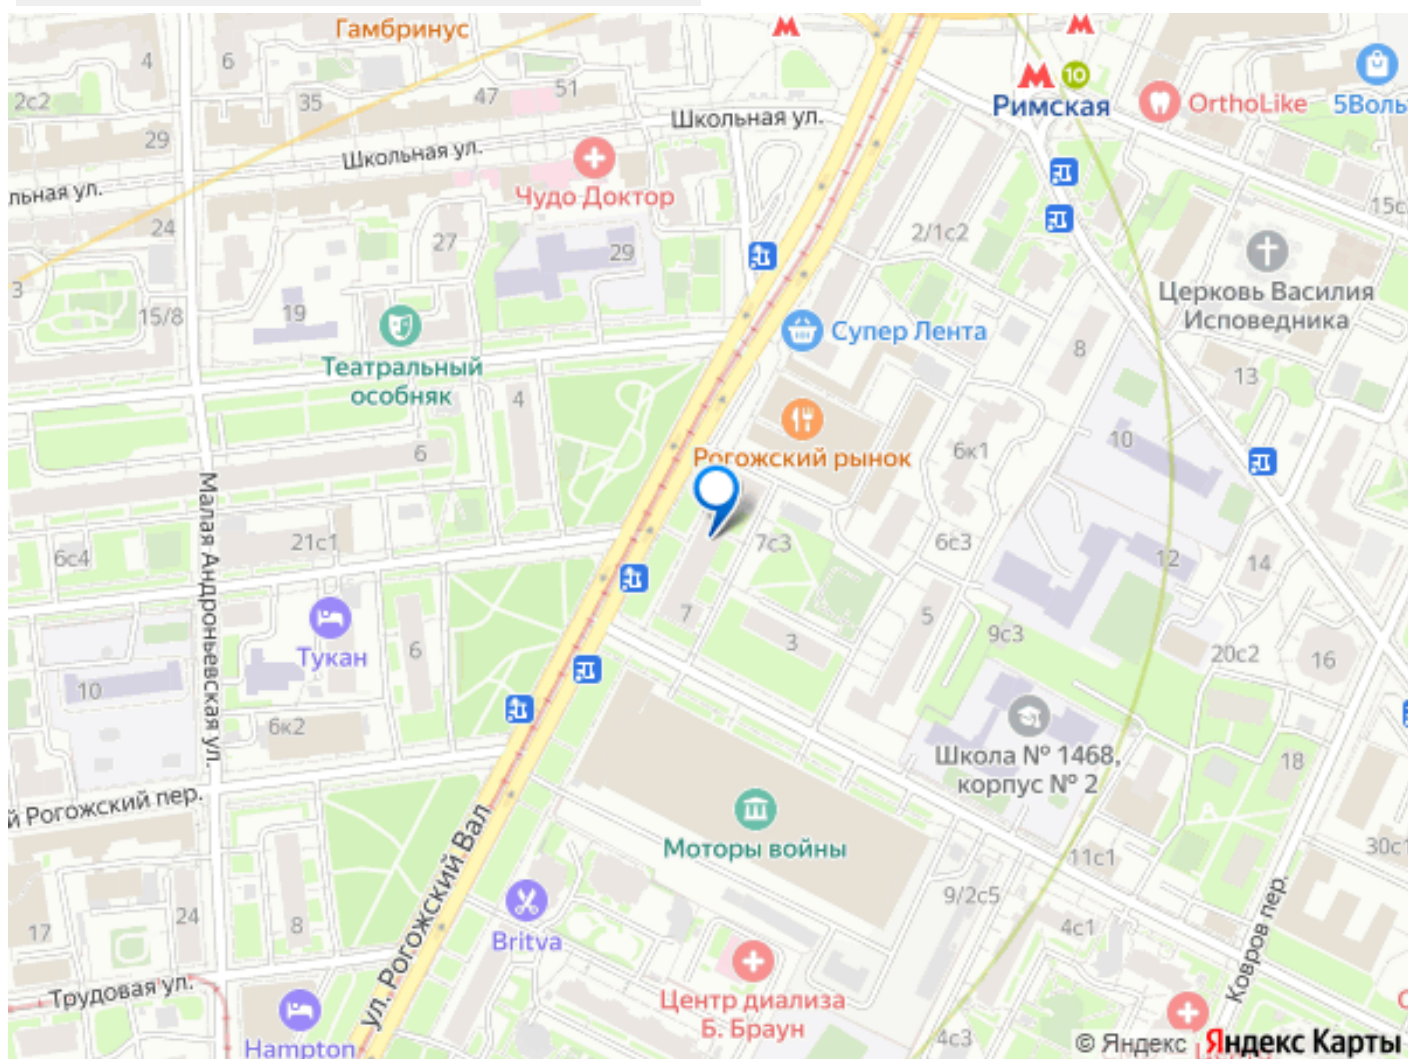 Гамбринус
4
6
2с2
35
47
51
Римская
10
OrthoLike
5Воль
29
Школьная ул.
Школьная ул.
льная ул.
Чудо Доктор
24
27
29
2/1с2
15с
3
15/8
19
Церковь Василия
Исповедника
Супер Лента
Театральный
особняк
4
8
13
6
Рогожский рынок
6к1
10
Малая Андроньевская ул.
6с4
21с1
7с3
6с3
12
14
7
3
5
9с3
Тукан
6
20с2
16
10
6к2
Школа № 1468,
корпус № 2
18
й Рогожский пер.
Моторы войны
11с1
30с1
ул. Рогожский Вал
9/2с5
4с1
17
24
8
Britva
Ковров пер.
Трудовая ул.
Центр диализа
Б. Браун
Hampton
4с3
© Яндекс Яндекс Карты